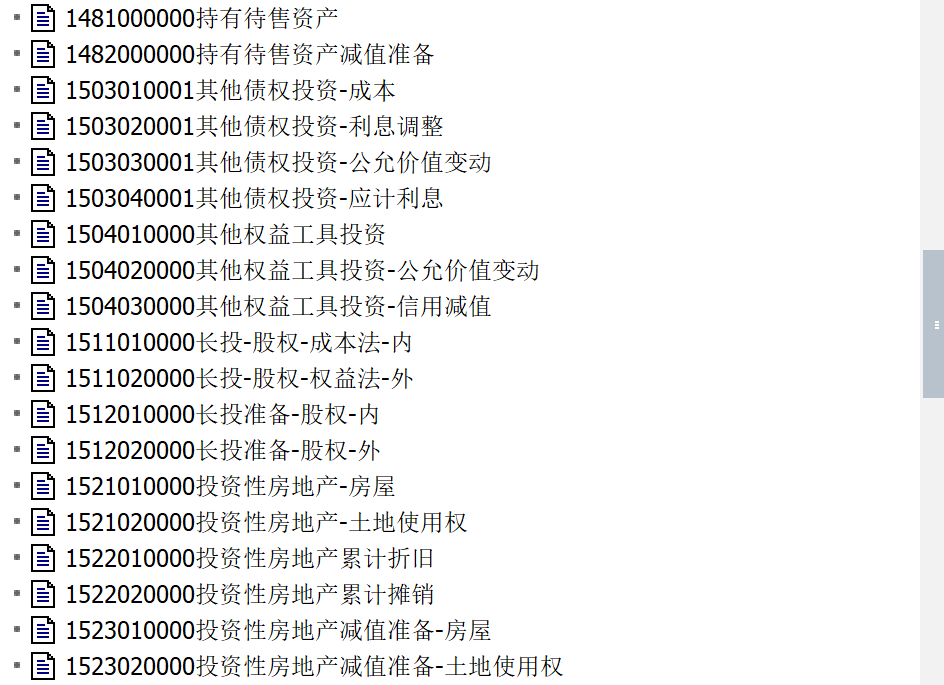 1481000000持有待售资产
1482000000持有待售资产减值准备
1503010001其他债权投资-成本
1503020001其他债权投资-利息调整
1503030001其他债权投资-公允价值变动
1503040001其他债权投资-应计利息
1504010000其他权益工具投资
1504020000其他权益工具投资-公允价值变动
1504030000其他权益工具投资-信用减值
1511010000长投-股权-成本法-内
1511020000长投-股权-权益法-外
1512010000长投准备-股权-内
1512020000长投准备-股权-外
1521010000投资性房地产-房屋
1521020000投资性房地产-土地使用权
1522010000投资性房地产累计折旧
1522020000投资性房地产累计摊销
1523010000投资性房地产减值准备-房屋
1523020000投资性房地产减值准备-土地使用权